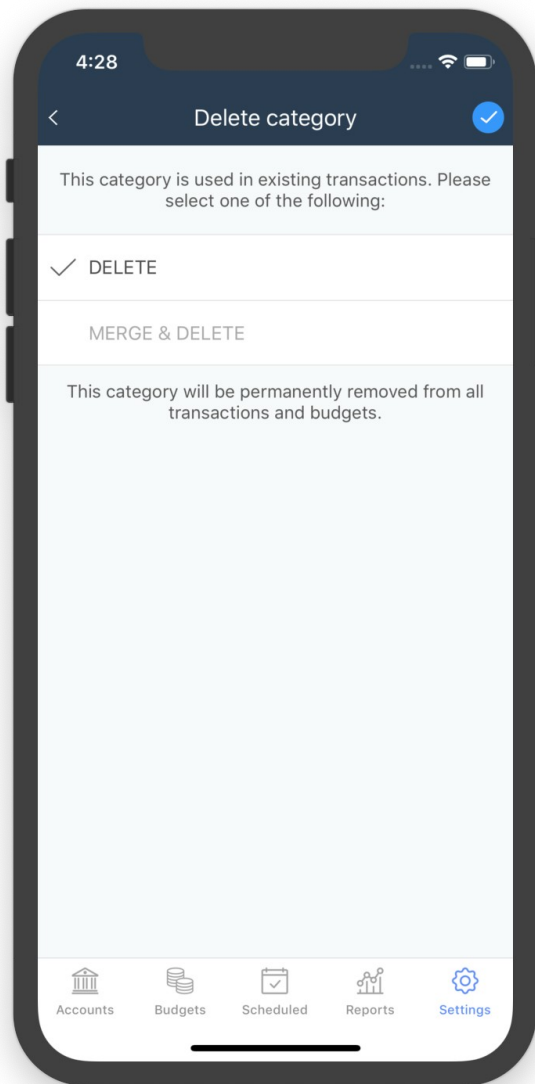 4:28
Delete category
This category is used in existing transactions. Please
select one of the following:
DELETE
MERGE & DELETE
This category will be permanently removed from all
transactions and budgets.
Accounts Budgets Scheduled Reports Settings